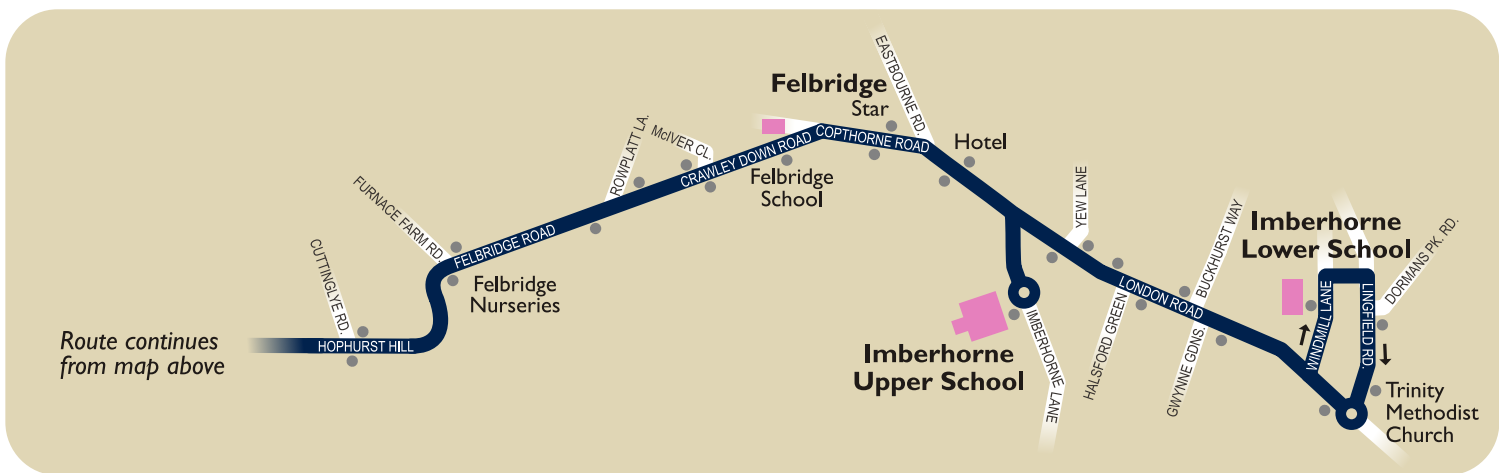 Route continues
from map above
HOPHURST HILL
CUTTINGLYE RD.
FURNACE FARM RD.
FELBRIDGE ROAD
Felbridge
Nurseries
ROWPLATT LA.
McIVER CL.
CRAWLEY DOWN ROAD
Felbridge
School
Felbridge
Star
COPTHORNE ROAD
EASTBOURNE RD.
Hotel
Imberhorne
Upper School
IMBERHORNE
LANE
YEW LANE
HALSFORD GREEN
LONDON ROAD
BUCKHURST WAY
GWYNNE GDNS.
Imberhorne
Lower School
WINDMILL LANE
LINGFIELD RD.
DORMANS PK. RD.
Trinity
Methodist
Church